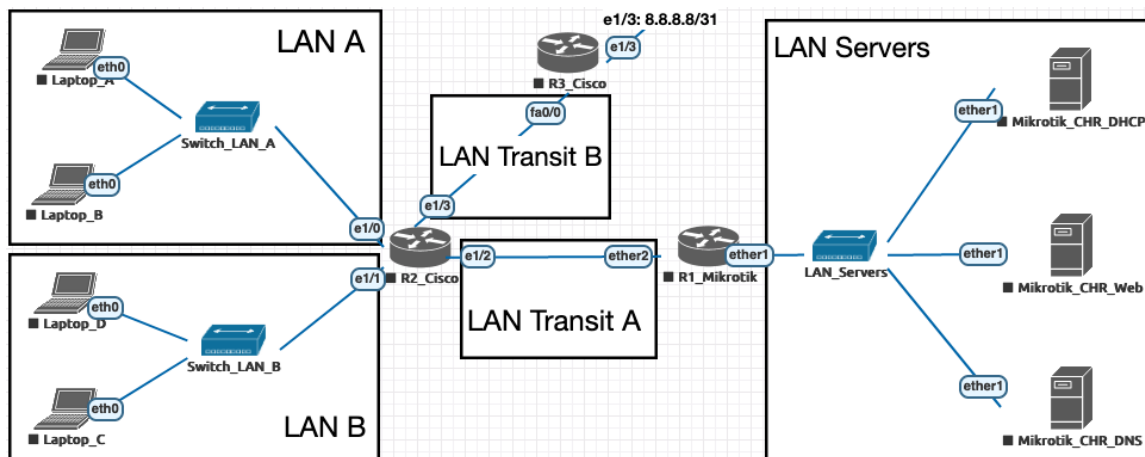 LAN A
eth0
Laptop_A
Switch_LAN_A
eth0
Laptop_B
e1/0
e1/3: 8.8.8.8/31
e1/3
R3_Cisco
fa0/0
LAN Transit B
e1/3
LAN Servers
ether1
Mikrotik_CHR_DHCP
R2_Cisco
e1/2
ether2
R1_Mikrotik
ether1
LAN_Servers
ether1
Mikrotik_CHR_Web
LAN Transit A
e1/1
eth0
Laptop_D
Switch_LAN_B
eth0
Laptop_C
LAN B
ether1
Mikrotik_CHR_DNS